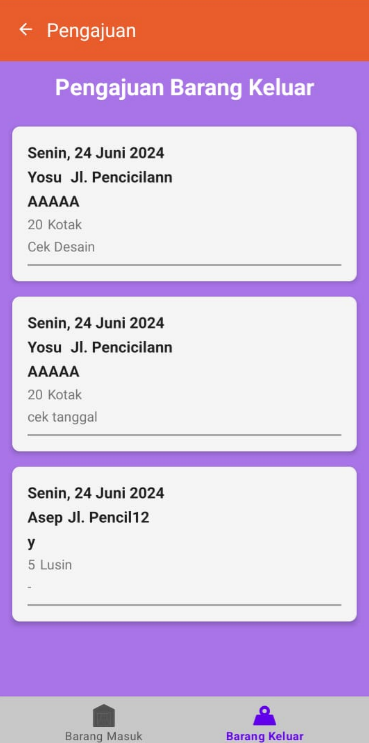 Pengajuan
Pengajuan Barang Keluar
Senin, 24 Juni 2024
Yosu Jl. Pencicilann
AAAAA
20 Kotak
Cek Desain
Senin, 24 Juni 2024
Yosu Jl. Pencicilann
AAAAA
20 Kotak
cek tanggal
Senin, 24 Juni 2024
Asep Jl. Pencil12
y
5 Lusin
-
Barang Masuk
Barang Keluar